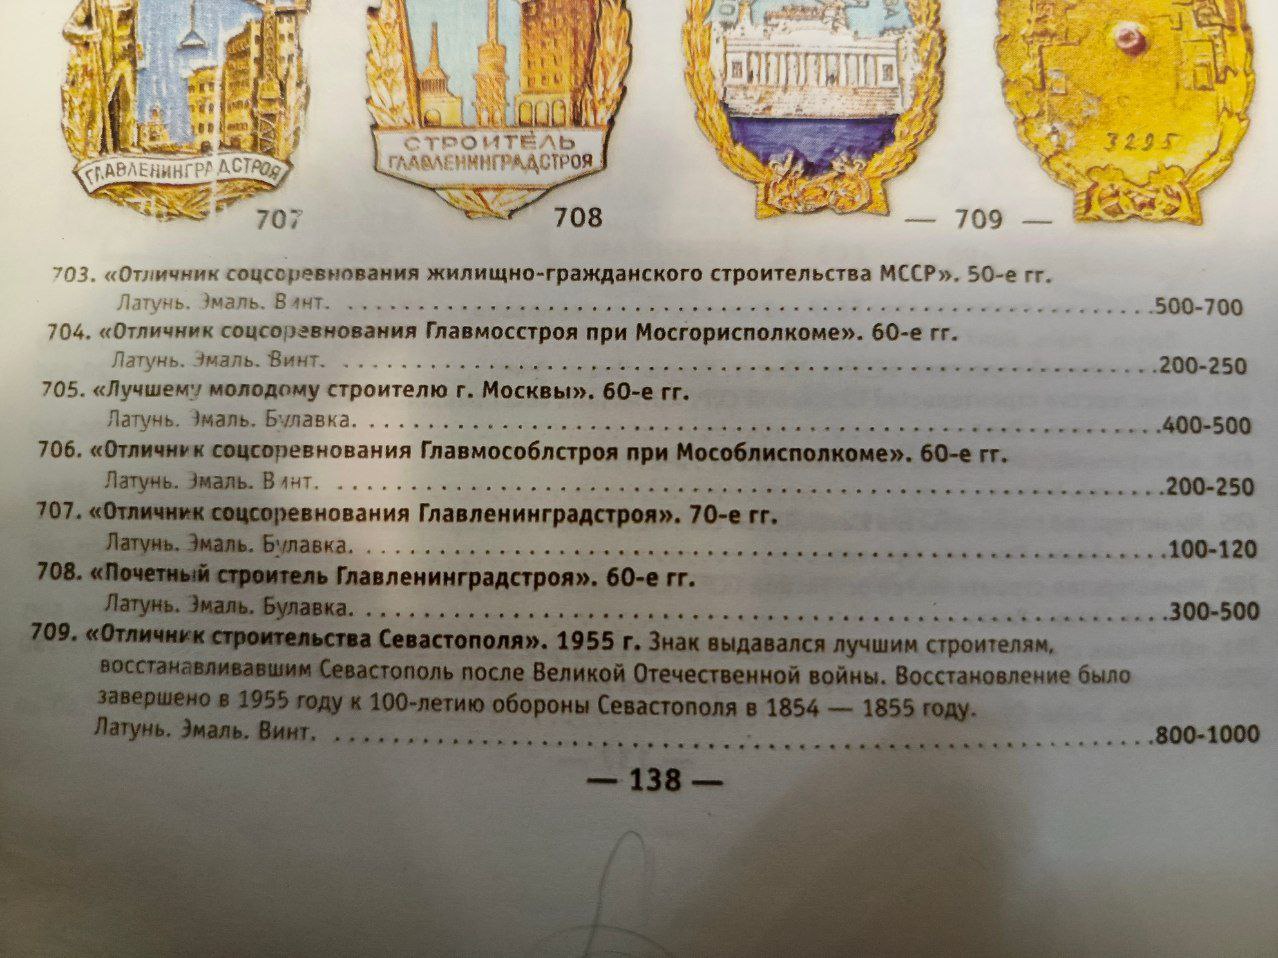 ГЛАВЛЕНИНГРАДСТРОЯ
СТРОИТЕЛЬ
ГЛАВЛЕНИНГРАДСТРОЯ
3295
707
708
— 709 —
703. «Отличник соцсоревнования жилищно-гражданского строительства МССР». 50-е гг.
Латунь. Эмаль. Винт. . . . . . . . . . . . . . . . . . . . . . . . . . . . . . . . . . . . . . . . . . . . . . . . . . . . . . . .500-700
704. «Отличник соцсоревнования Главмосстроя при Мосгорисполкоме». 60-е гг.
Латунь. Эмаль. Винт. . . . . . . . . . . . . . . . . . . . . . . . . . . . . . . . . . . . . . . . . . . . . . . . . . . . . . . .200-250
705. «Лучшему молодому строителю г. Москвы». 60-е гг.
Латунь. Эмаль. Булавка. . . . . . . . . . . . . . . . . . . . . . . . . . . . . . . . . . . . . . . . . . . . . . . . . . . . . .400-500
706. «Отличник соцсоревнования Главмособлстроя при Мособлисполкоме». 60-е гг.
Латунь. Эмаль. Винт. . . . . . . . . . . . . . . . . . . . . . . . . . . . . . . . . . . . . . . . . . . . . . . . . . . . . . . .200-250
707. «Отличник соцсоревнования Главленинградстроя». 70-е гг.
Латунь. Эмаль. Булавка. . . . . . . . . . . . . . . . . . . . . . . . . . . . . . . . . . . . . . . . . . . . . . . . . . . . . .100-120
708. «Почетный строитель Главленинградстроя». 60-е гг.
Латунь. Эмаль. Булавка. . . . . . . . . . . . . . . . . . . . . . . . . . . . . . . . . . . . . . . . . . . . . . . . . . . . . .300-500
709. «Отличник строительства Севастополя». 1955 г. Знак выдавался лучшим строителям,
восстанавливавшим Севастополь после Великой Отечественной войны. Восстановление было
завершено в 1955 году к 100-летию обороны Севастополя в 1854 — 1855 году.
Латунь. Эмаль. Винт. . . . . . . . . . . . . . . . . . . . . . . . . . . . . . . . . . . . . . . . . . . . . . . . . . . . . . . .800-1000
— 138 —